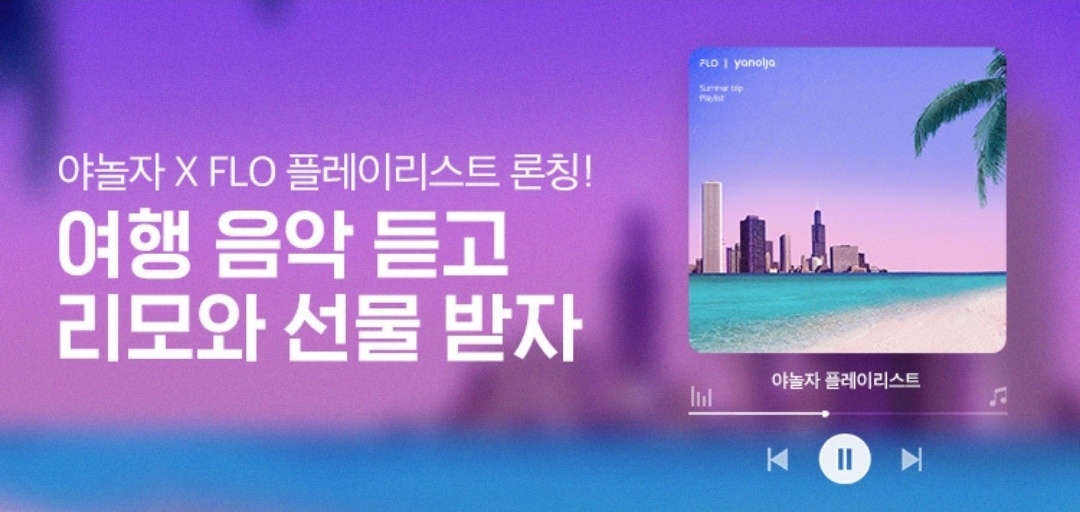 야놀자 X FLO 플레이리스트 론칭!
여행 음악 듣고
리모와 선물 받자
FLO | yanolja
Summer trip
Playlist
야놀자 플레이리스트